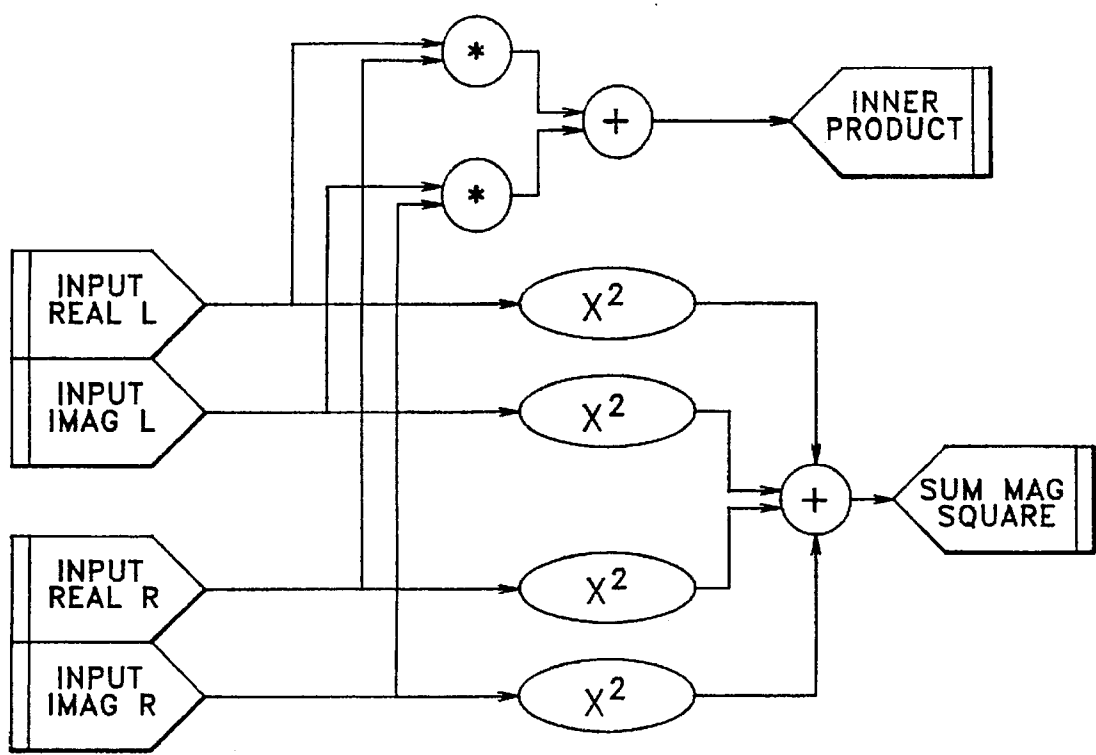 *
INNER
PRODUCT
+
*
INPUT
REAL L
X²
INPUT
IMAG L
X²
+
SUM MAG
SQUARE
INPUT
REAL R
X²
INPUT
IMAG R
X²